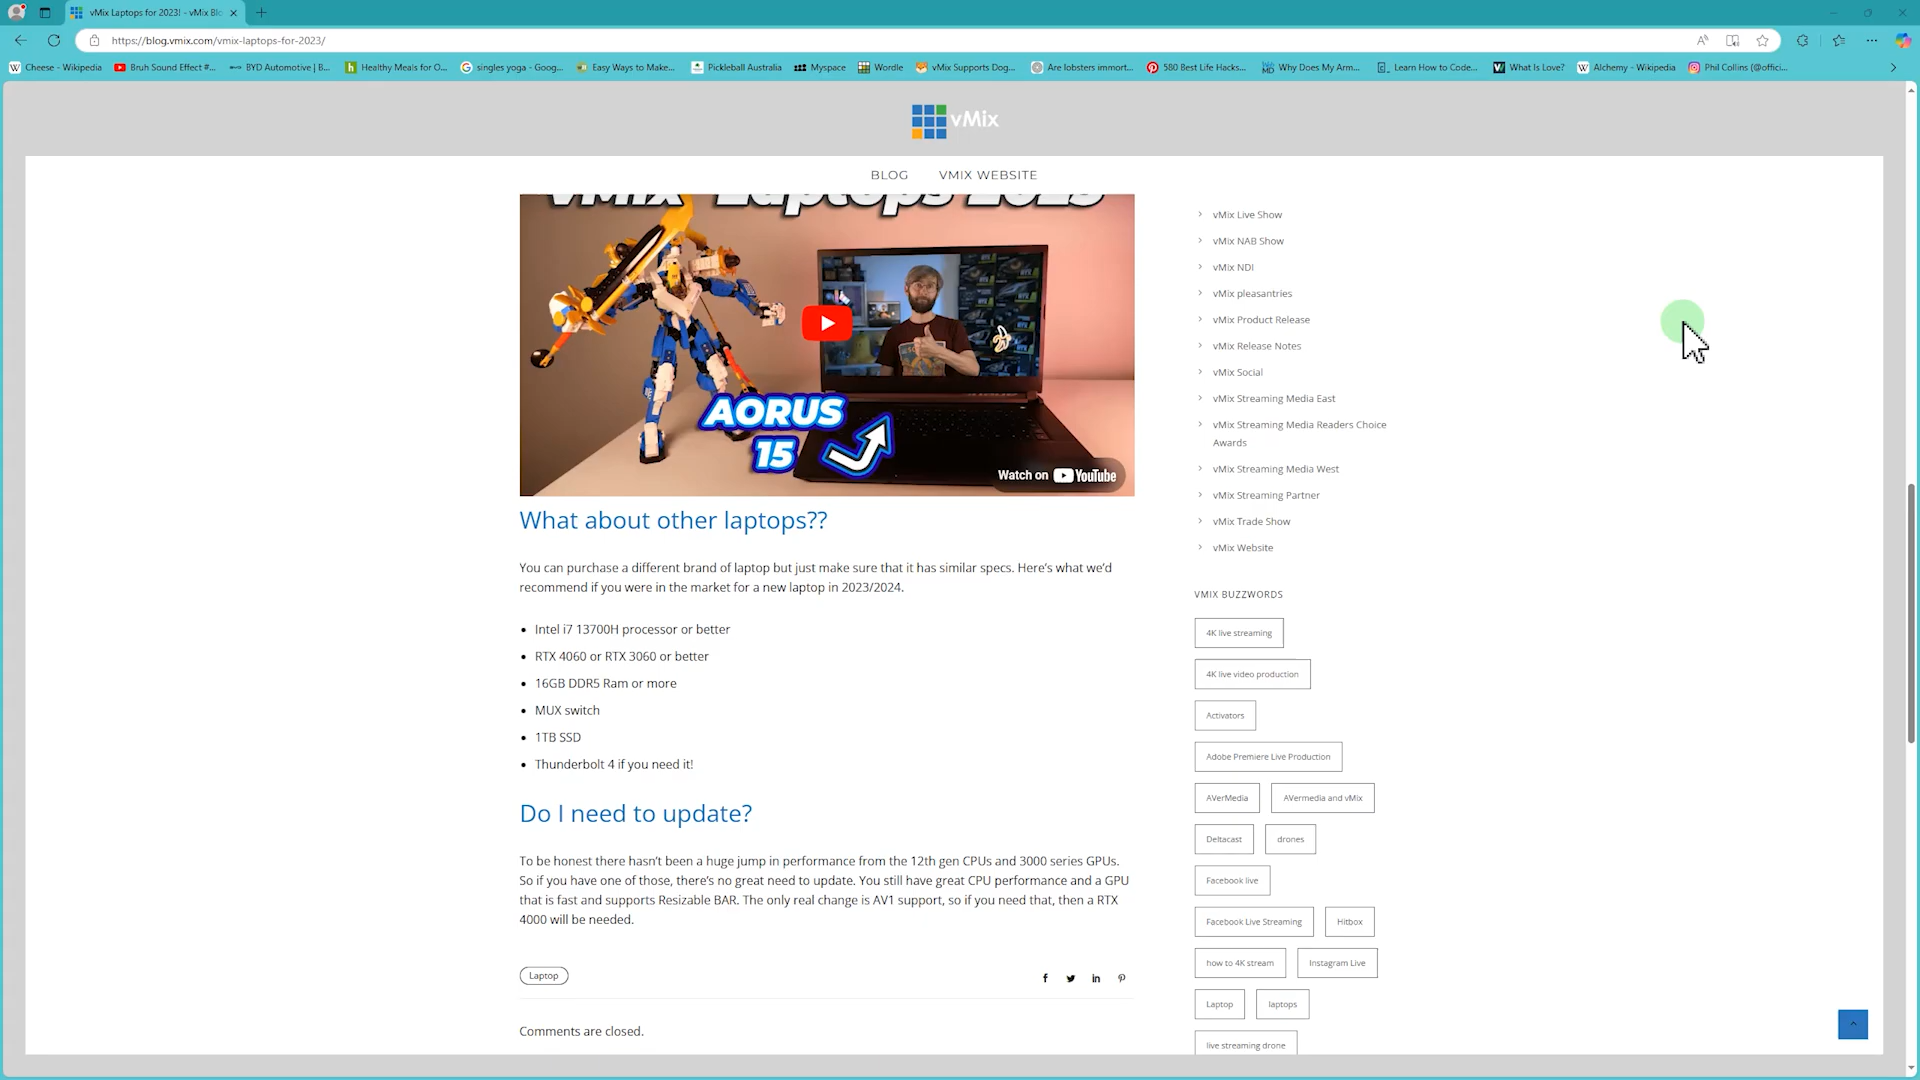 vMix Laptops for 2023! - vMix Blo
https://blog.vmix.com/vmix-laptops-for-2023/
Cheese - Wikipedia
Bruh Sound Effect #...
BYD Automotive | B...
Healthy Meals for O...
singles yoga - Goog...
Easy Ways to Make...
Pickleball Australia
Myspace
Wordle
vMix Supports Dog...
Are lobsters immort...
580 Best Life Hacks...
Why Does My Arm...
Learn How to Code...
What Is Love?
Alchemy - Wikipedia
Phil Collins (@offici...
vMix
BLOG
VMIX WEBSITE
vMix Laptops 2023
AORUS
15
Watch on YouTube
What about other laptops??
You can purchase a different brand of laptop but just make sure that it has similar specs. Here's what we'd
recommend if you were in the market for a new laptop in 2023/2024.
Intel i7 13700H processor or better
RTX 4060 or RTX 3060 or better
16GB DDR5 Ram or more
MUX switch
1TB SSD
Thunderbolt 4 if you need it!
Do I need to update?
To be honest there hasn't been a huge jump in performance from the 12th gen CPUs and 3000 series GPUs.
So if you have one of those, there's no great need to update. You still have great CPU performance and a GPU
that is fast and supports Resizable BAR. The only real change is AV1 support, so if you need that, then a RTX
4000 will be needed.
Laptop
Comments are closed.
vMix Live Show
vMix NAB Show
vMix NDI
vMix pleasantries
vMix Product Release
vMix Release Notes
vMix Social
vMix Streaming Media East
vMix Streaming Media Readers Choice
Awards
vMix Streaming Media West
vMix Streaming Partner
vMix Trade Show
vMix Website
VMIX BUZZWORDS
4K live streaming
4K live video production
Activators
Adobe Premiere Live Production
AVerMedia
AVermedia and vMix
Deltacast
drones
Facebook live
Facebook Live Streaming
Hitbox
how to 4K stream
Instagram Live
Laptop
laptops
live streaming drone